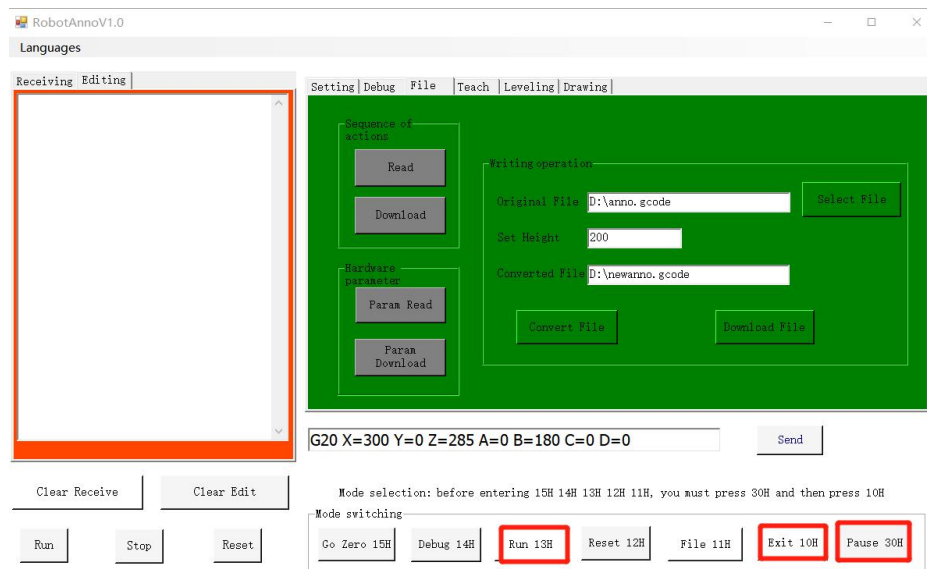 RobotAnnoV1.0
Languages
Receiving Editing
Setting Debug File Teach Leveling Drawing
Sequence of
actions
Read
Download
Writing operation
Original File D:\anno.gcode Select File
Set Height 200
Converted File D:\newanno.gcode
Convert File Download File
Hardware
parameter
Param Read
Param
Download
G20 X=300 Y=0 Z=285 A=0 B=180 C=0 D=0 Send
Clear Receive Clear Edit
Mode selection: before entering 15H 14H 13H 12H 11H, you must press 30H and then press 10H
Mode switching
Run Stop Reset
Go Zero 15H Debug 14H Run 13H Reset 12H File 11H Exit 10H Pause 30H